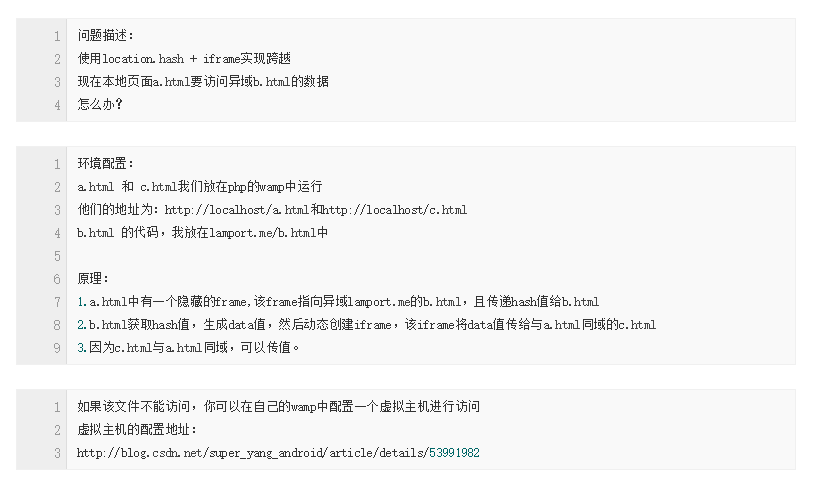 1 问题描述：
2 使用location.hash + iframe实现跨越
3 现在本地页面a.html要访问异域b.html的数据
4 怎么办？
1 环境配置：
2 a.html 和 c.html我们放在php的wamp中运行
3 他们的地址为：http://localhost/a.html和http://localhost/c.html
4 b.html 的代码，我放在lamport.me/b.html中
5
6 原理：
7 1.a.html中有一个隐藏的frame,该frame指向异域lamport.me的b.html，且传递hash值给b.html
8 2.b.html获取hash值，生成data值，然后动态创建iframe，该iframe将data值传给与a.html同域的c.html
9 3.因为c.html与a.html同域，可以传值。
1 如果该文件不能访问，你可以在自己的wamp中配置一个虚拟主机进行访问
2 虚拟主机的配置地址：
3 http://blog.csdn.net/super_yang_android/article/details/53991982